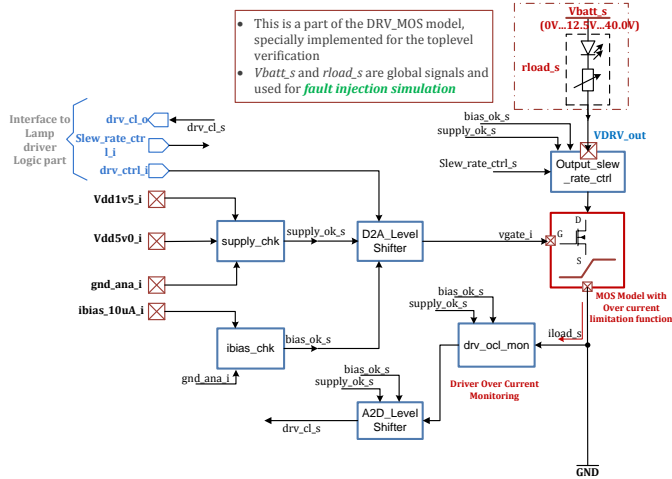 • This is a part of the DRV_MOS model,
specially implemented for the toplevel
verification
• Vbatt_s and rload_s are global signals and
used for fault injection simulation
Vbatt_s
(0V...12.5V...40.0V)
rload_s
Interface to
Lamp
driver
Logic part
drv_cl_o
drv_cl_s
Slew_rate_ctr
l_i
drv_ctrl_i
bias_ok_s
supply_ok_s
VDRV_out
Slew_rate_ctrl_s
Output_slew
_rate_ctrl
Vdd1v5_i
Vdd5v0_i
gnd_ana_i
supply_chk
supply_ok_s
D2A_Level
Shifter
vgate_i
D
G
S
MOS Model with
Over current
limitation function
ibias_10uA_i
ibias_chk
bias_ok_s
gnd_ana_i
bias_ok_s
supply_ok_s
drv_ocl_mon
iload_s
Driver Over Current
Monitoring
bias_ok_s
supply_ok_s
A2D_Level
Shifter
drv_cl_s
GND